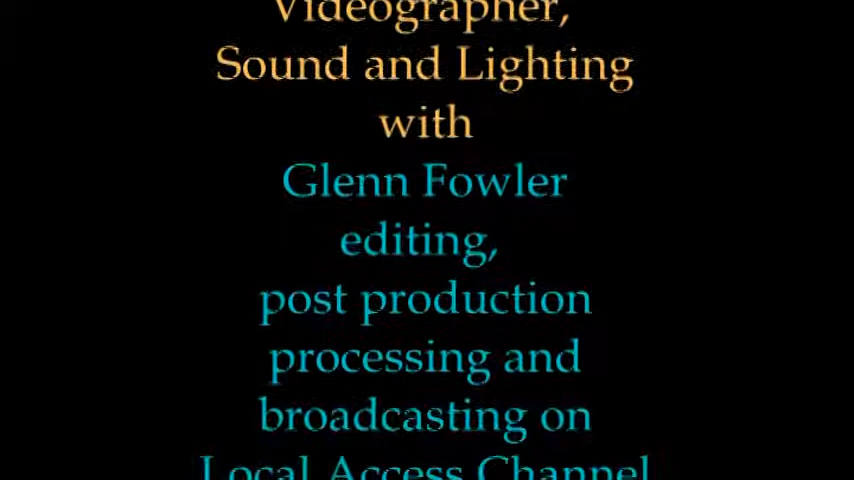 Videographer,
Sound and Lighting
with
Glenn Fowler
editing,
post production
processing and
broadcasting on
Local Access Channel